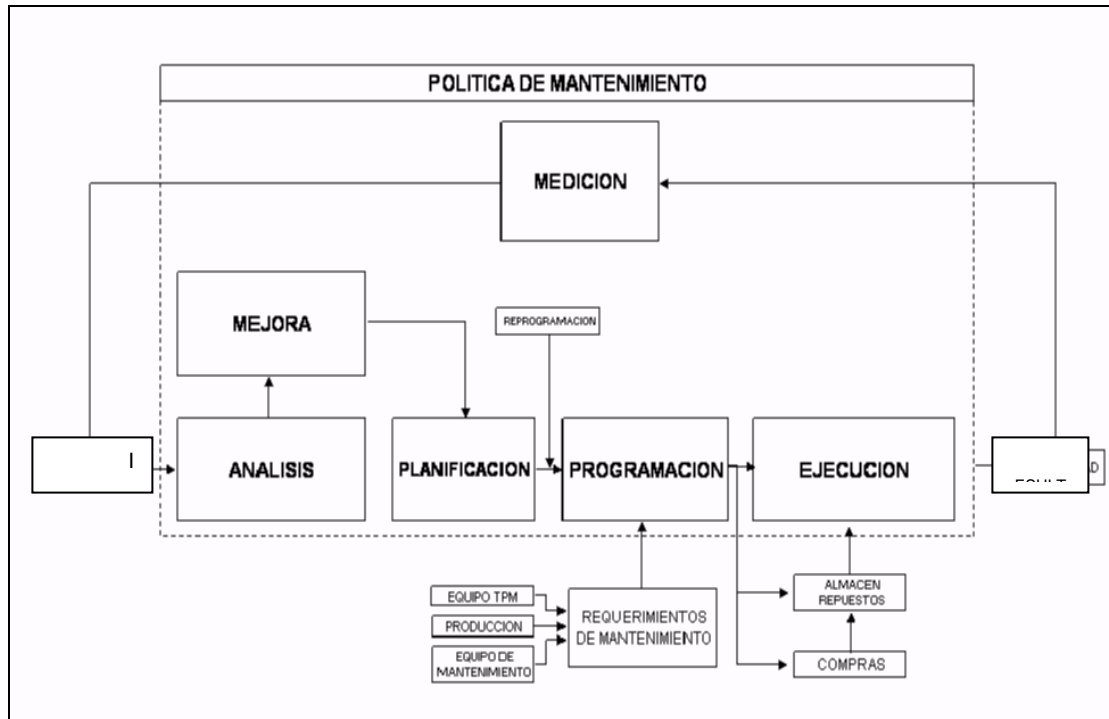 POLITICA DE MANTENIMIENTO
MEDICION
MEJORA
REPROGRAMACION
I
ANALISIS
PLANIFICACION
PROGRAMACION
EJECUCION
AD
EQUIPO TPM
PRODUCCION
EQUIPO DE
MANTENIMIENTO
REQUERIMIENTOS
DE MANTENIMIENTO
ALMACEN
REPUESTOS
COMPRAS